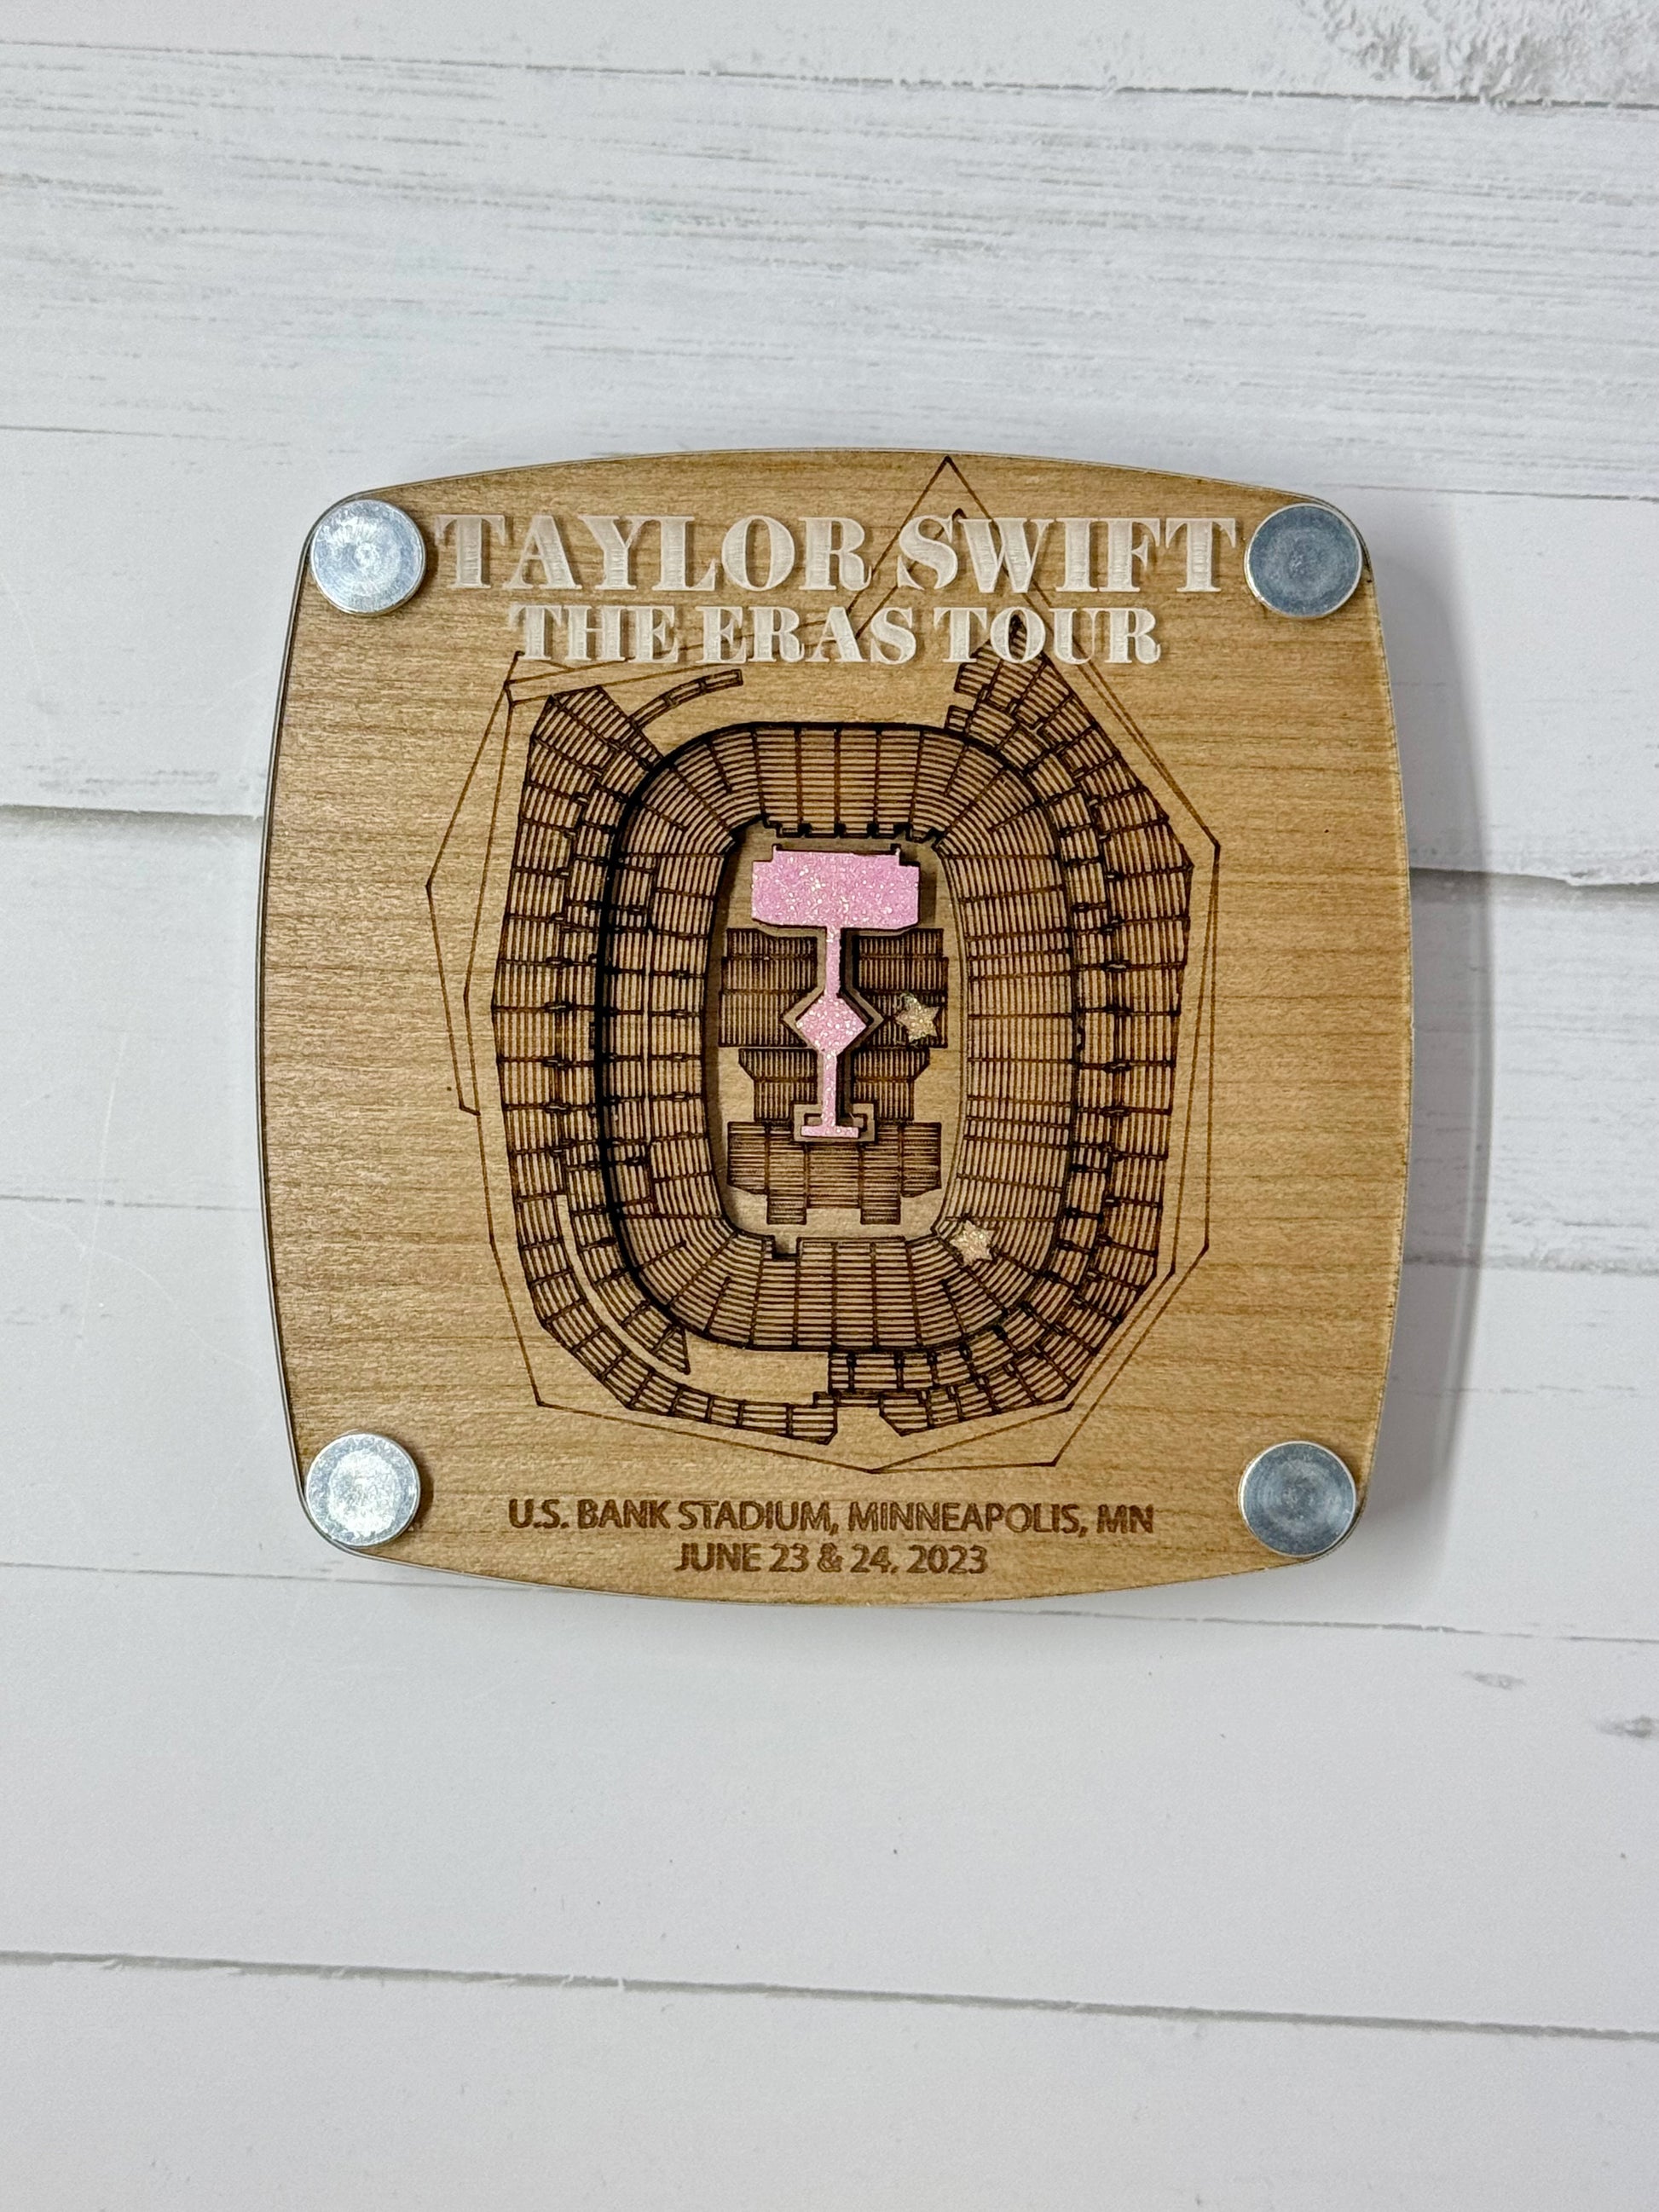 TAYLOR SWIFT
THE ERAS TOUR
U.S. BANK STADIUM, MINNEAPOLIS, MN
JUNE 23 & 24, 2023